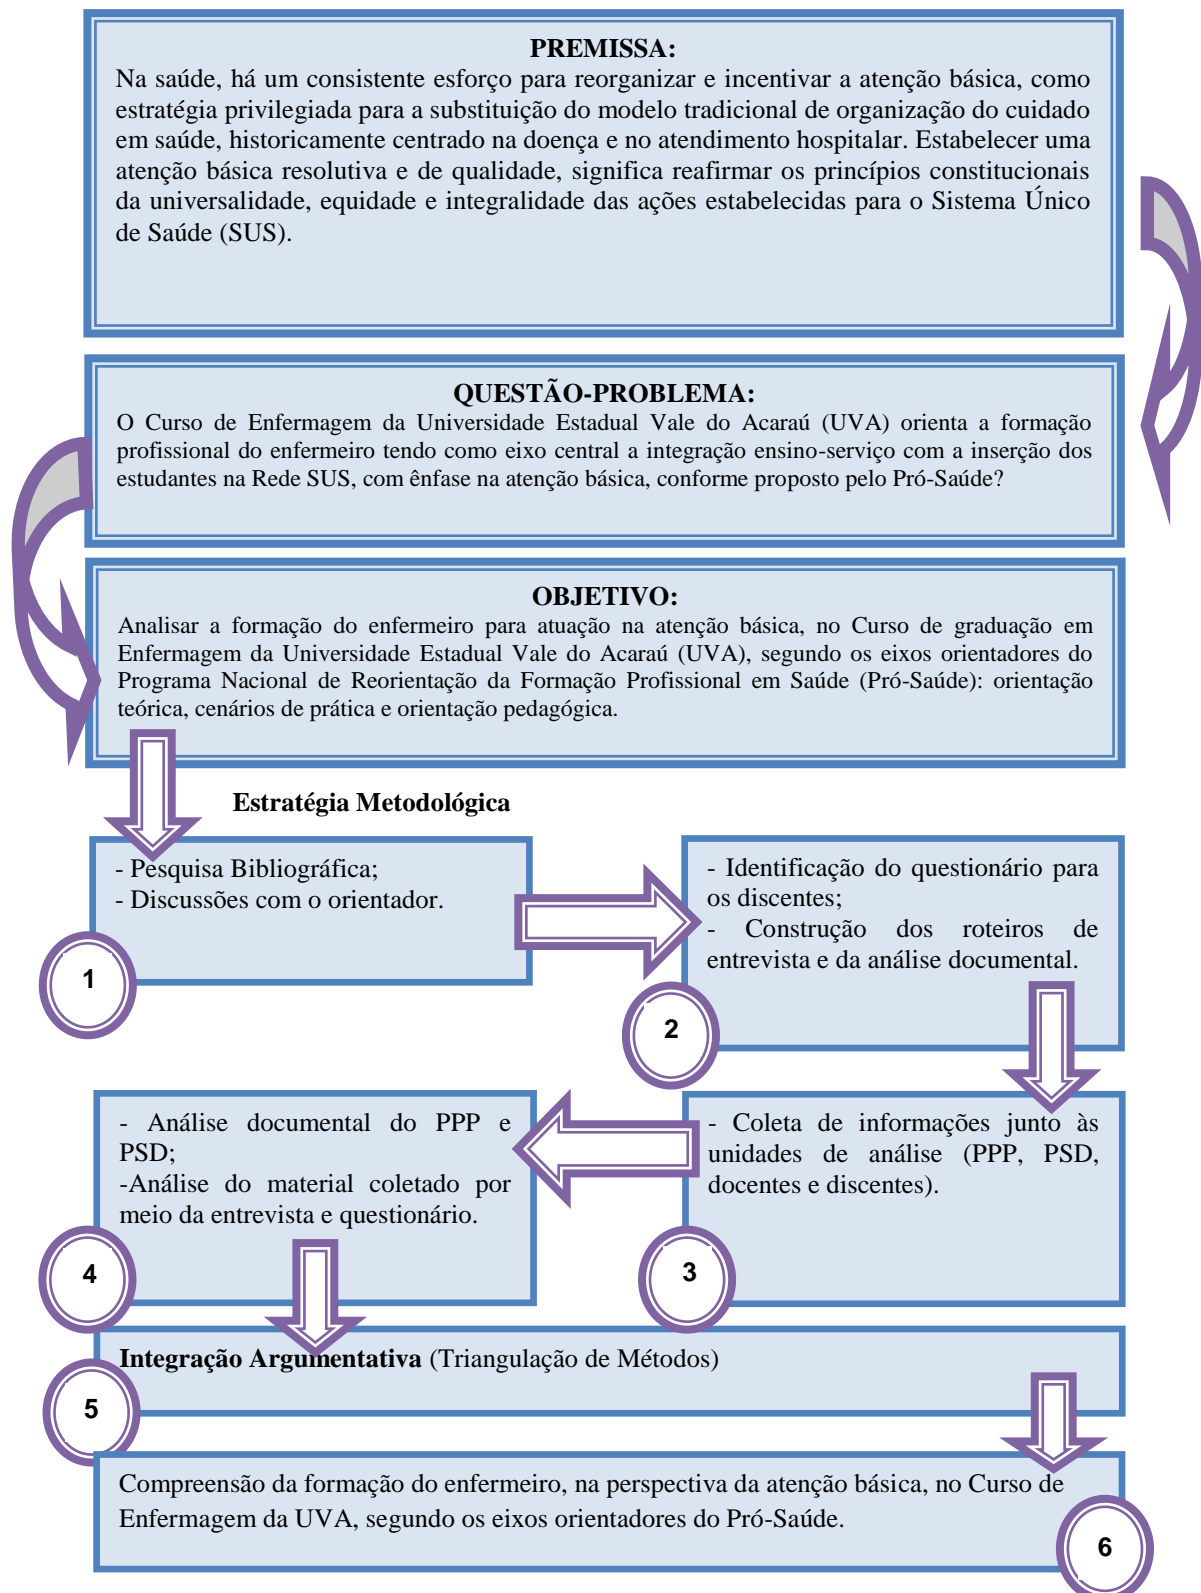 PREMISSA:
Na saúde, há um consistente esforço para reorganizar e incentivar a atenção básica, como
estratégia privilegiada para a substituição do modelo tradicional de organização do cuidado
em saúde, historicamente centrado na doença e no atendimento hospitalar. Estabelecer uma
atenção básica resolutiva e de qualidade, significa reafirmar os princípios constitucionais
da universalidade, equidade e integralidade das ações estabelecidas para o Sistema Único
de Saúde (SUS).
QUESTÃO-PROBLEMA:
O Curso de Enfermagem da Universidade Estadual Vale do Acaraú (UVA) orienta a formação
profissional do enfermeiro tendo como eixo central a integração ensino-serviço com a inserção dos
estudantes na Rede SUS, com ênfase na atenção básica, conforme proposto pelo Pró-Saúde?
OBJETIVO:
Analisar a formação do enfermeiro para atuação na atenção básica, no Curso de graduação em
Enfermagem da Universidade Estadual Vale do Acaraú (UVA), segundo os eixos orientadores do
Programa Nacional de Reorientação da Formação Profissional em Saúde (Pró-Saúde): orientação
teórica, cenários de prática e orientação pedagógica.
Estratégia Metodológica
- Pesquisa Bibliográfica;
- Discussões com o orientador.
1
- Identificação do questionário para
os discentes;
- Construção dos roteiros de
entrevista e da análise documental.
2
- Coleta de informações junto às
unidades de análise (PPP, PSD,
docentes e discentes).
3
- Análise documental do PPP e
PSD;
-Análise do material coletado por
meio da entrevista e questionário.
4
Integração Argumentativa (Triangulação de Métodos)
5
Compreensão da formação do enfermeiro, na perspectiva da atenção básica, no Curso de
Enfermagem da UVA, segundo os eixos orientadores do Pró-Saúde.
6